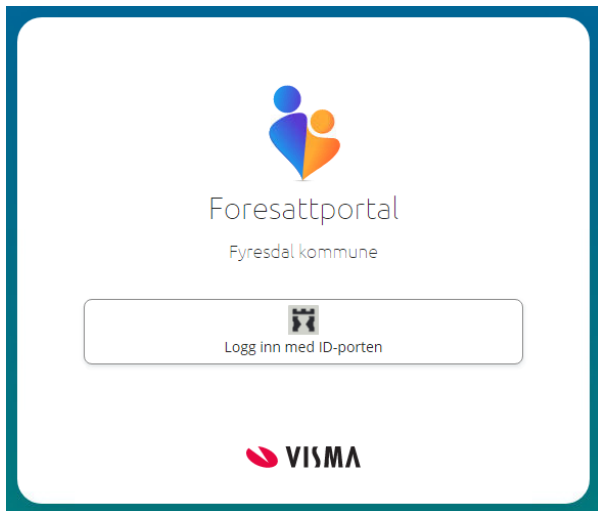 Foresattportal
Fyresdal kommune
Logg inn med ID-porten
VISMA